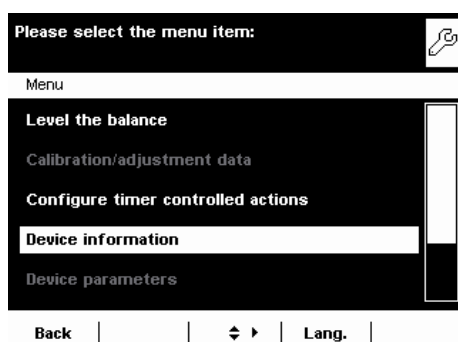 Please select the menu item:
Menu
Level the balance
Calibration/adjustment data
Configure timer controlled actions
Device information
Device parameters
Back Lang.